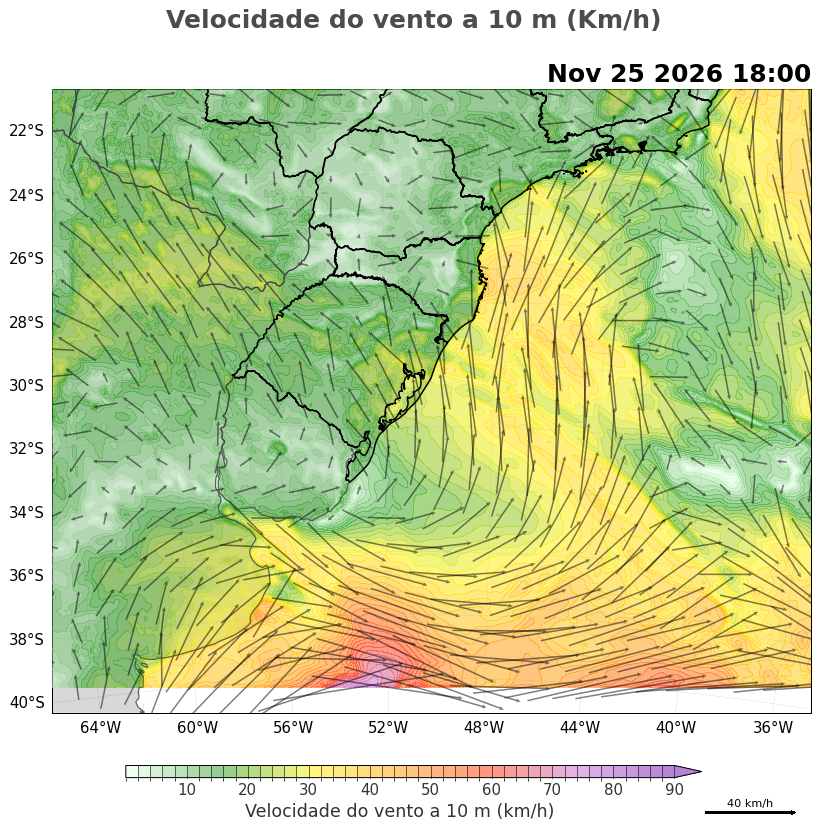 Velocidade do vento a 10 m (Km/h)
Nov 25 2026 18:00
22°S
24°S
26°S
28°S
30°S
32°S
34°S
36°S
38°S
40°S
64°W 60°W 56°W 52°W 48°W 44°W 40°W 36°W
10 20 30 40 50 60 70 80 90
Velocidade do vento a 10 m (km/h)
40 km/h